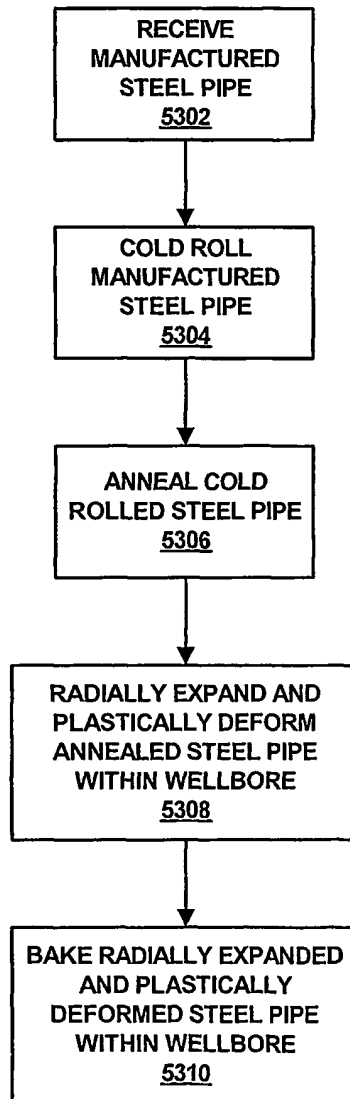 RECEIVE
MANUFACTURED
STEEL PIPE
5302
COLD ROLL
MANUFACTURED
STEEL PIPE
5304
ANNEAL COLD
ROLLED STEEL PIPE
5306
RADIALLY EXPAND AND
PLASTICALLY DEFORM
ANNEALED STEEL PIPE
WITHIN WELLBORE
5308
BAKE RADIALLY EXPANDED
AND PLASTICALLY
DEFORMED STEEL PIPE
WITHIN WELLBORE
5310